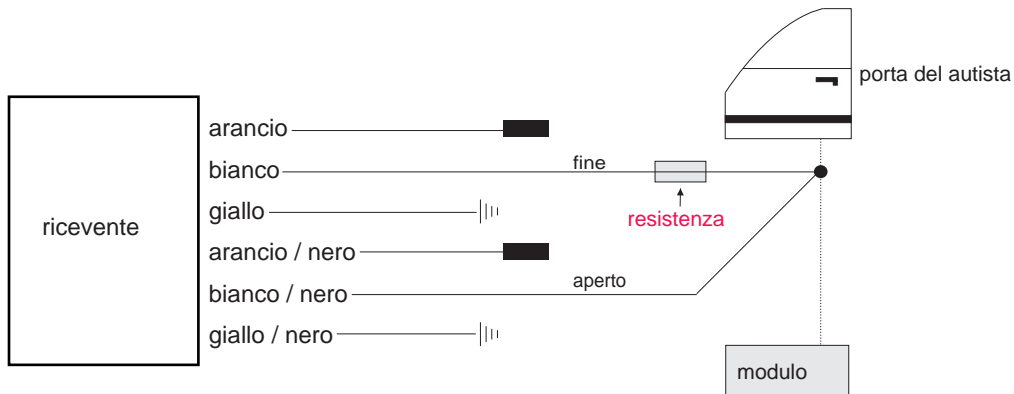 porta del autista
arancio
bianco
fine
giallo
resistenza
ricevente
arancio / nero
bianco / nero
aperto
giallo / nero
modulo